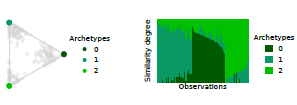 Archetypes
0
1
2
Similarity degree
Observations
Archetypes
0
1
2